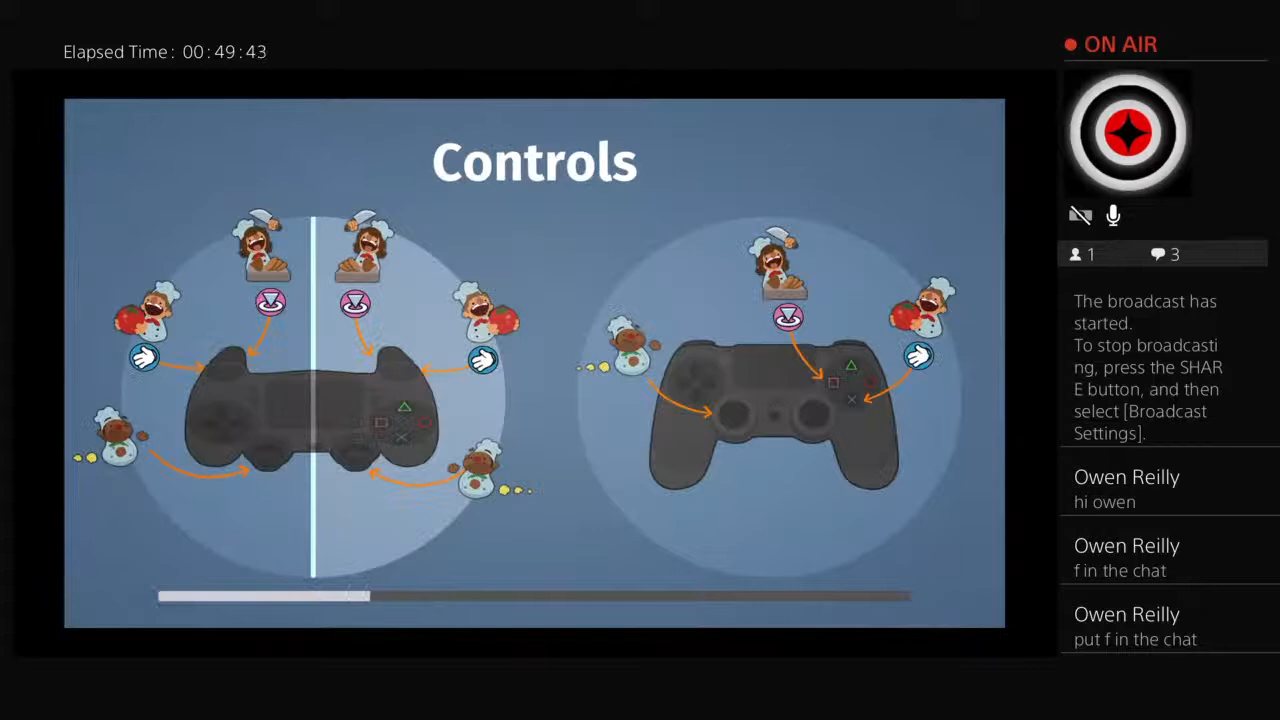 Elapsed Time: 00:49:43
ON AIR
Controls
1
3
The broadcast has
started.
To stop broadcasti
ng, press the SHAR
E button, and then
select [Broadcast
Settings].
Owen Reilly
hi owen
Owen Reilly
f in the chat
Owen Reilly
put f in the chat